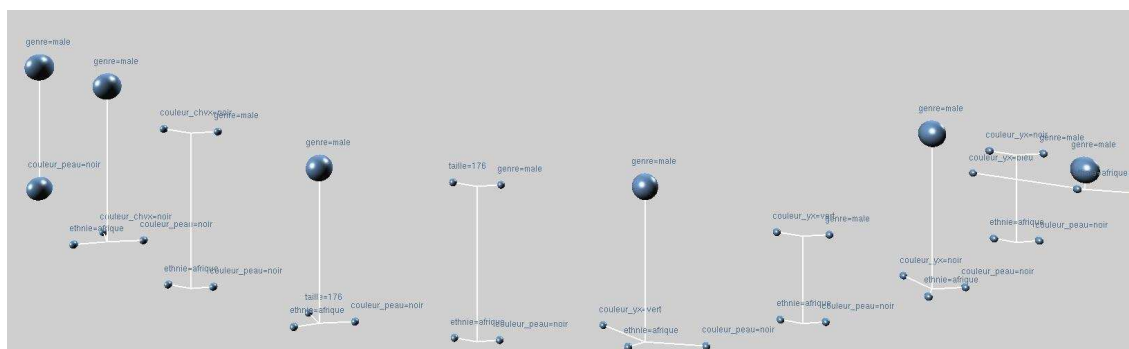 genre=male
couleur_peau=noir
genre=male
couleur_chvx=noir
ethnie=afrique
couleur_peau=noir
couleur_chvx=noir
genre=male
ethnie=afrique
couleur_peau=noir
genre=male
taille=176
ethnie=afrique
couleur_peau=noir
taille=176
genre=male
ethnie=afrique
couleur_peau=noir
genre=male
couleur_yx=vert
ethnie=afrique
couleur_peau=noir
couleur_yx=vert
genre=male
ethnie=afrique
couleur_peau=noir
genre=male
couleur_yx=noir
ethnie=afrique
couleur_peau=noir
couleur_yx=noir
genre=male
ethnie=afrique
couleur_peau=noir
couleur_yx=bleu
genre=male
afrique